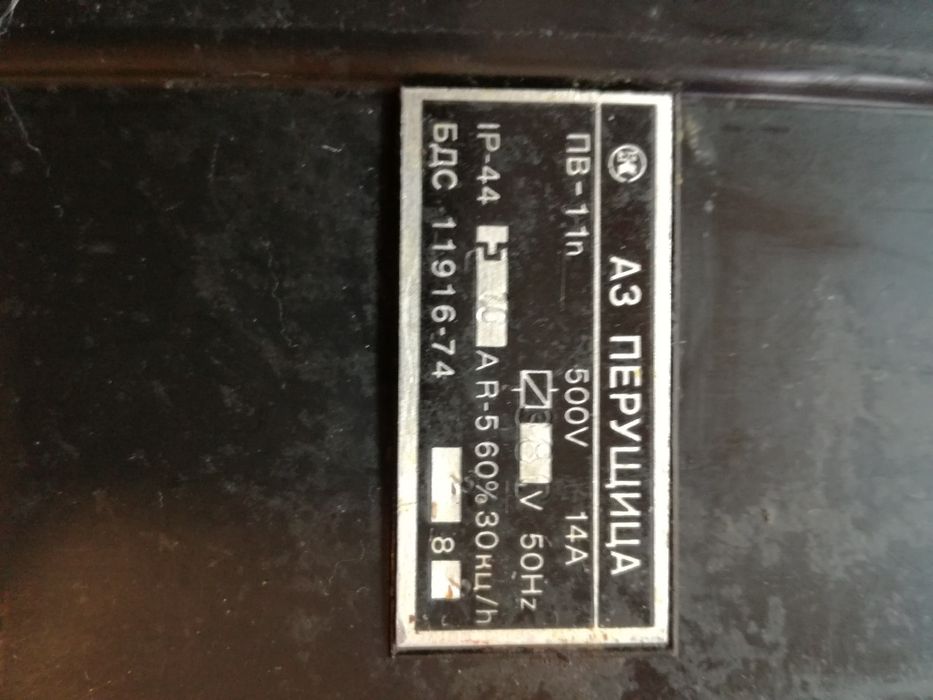 АЗ ПЕРУЩИЦА
ПВ-11п 500V 14A
V 50Hz
IP-44 A R-5 60% 30кц/h
БДС 11916-74 8